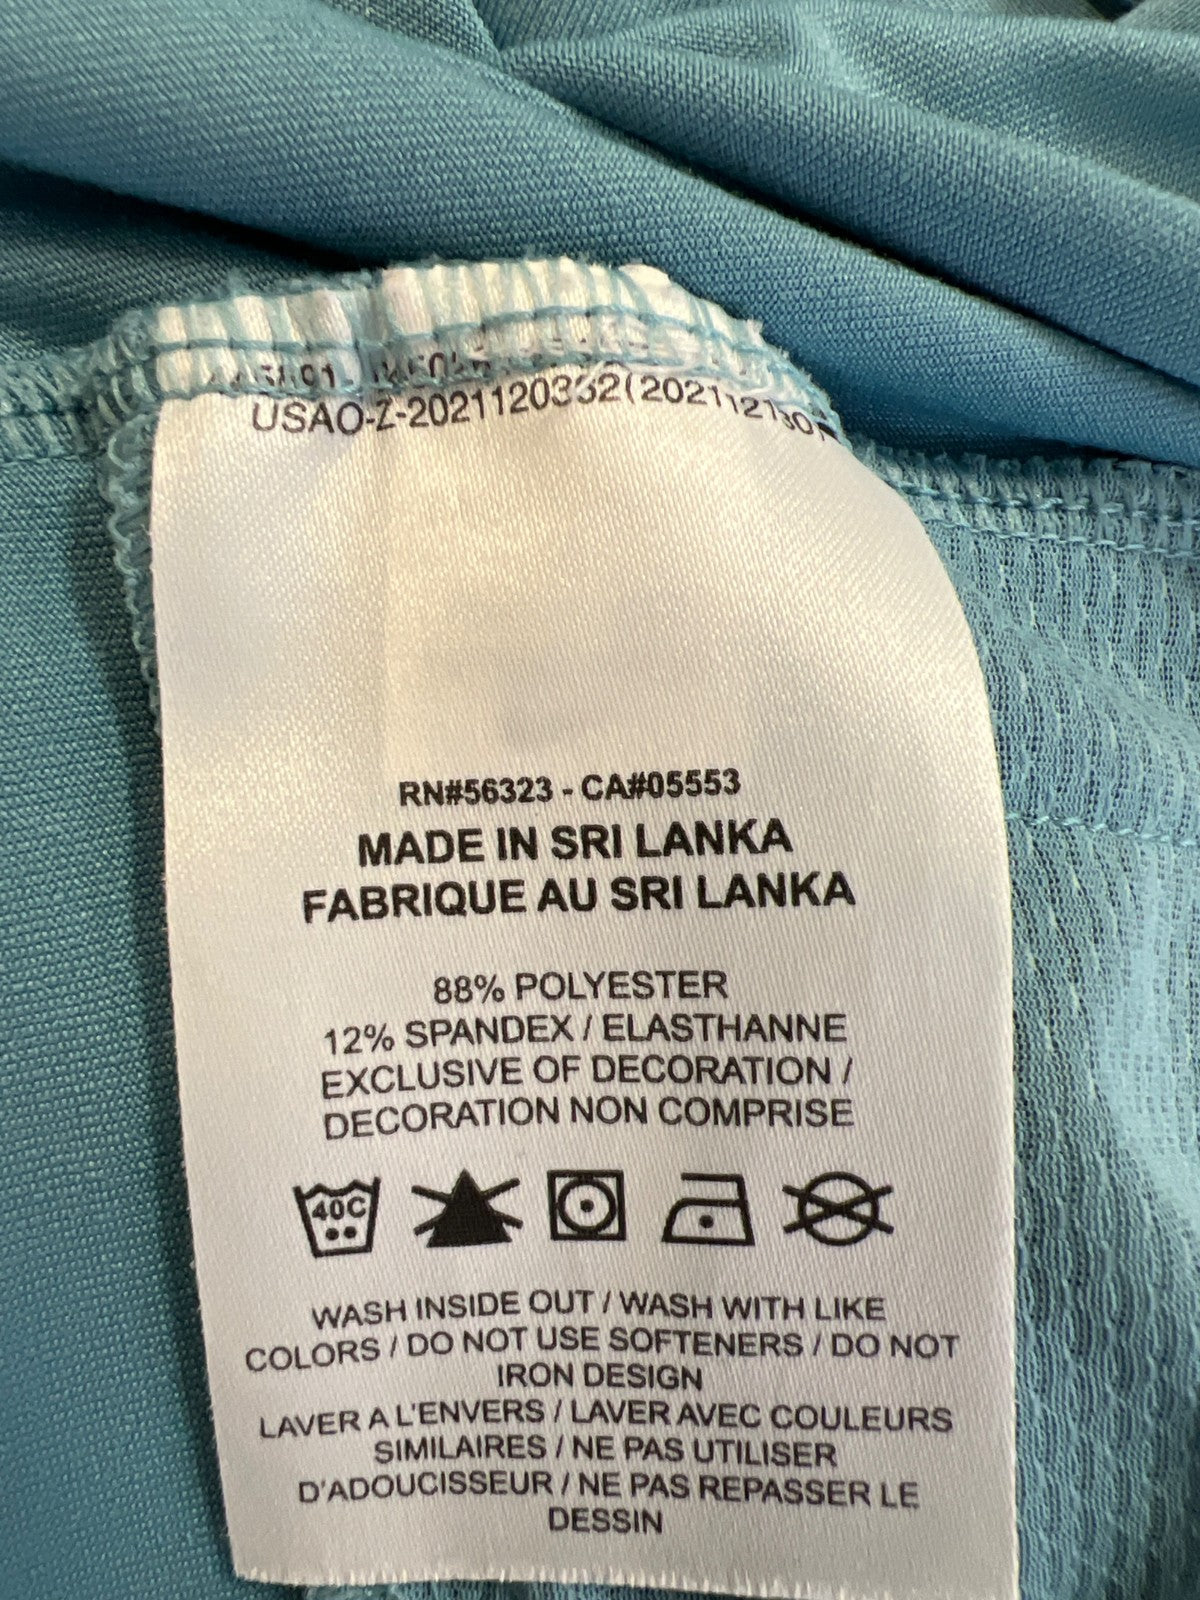 USAO-Z-2021120332(202112130)
RN#56323 - CA#05553
MADE IN SRI LANKA
FABRIQUE AU SRI LANKA
88% POLYESTER
12% SPANDEX / ELASTHANNE
EXCLUSIVE OF DECORATION /
DECORATION NON COMPRISE
40C
WASH INSIDE OUT / WASH WITH LIKE
COLORS / DO NOT USE SOFTENERS / DO NOT
IRON DESIGN
LAVER A L'ENVERS / LAVER AVEC COULEURS
SIMILAIRES / NE PAS UTILISER
D'ADOUCISSEUR / NE PAS REPASSER LE
DESSIN